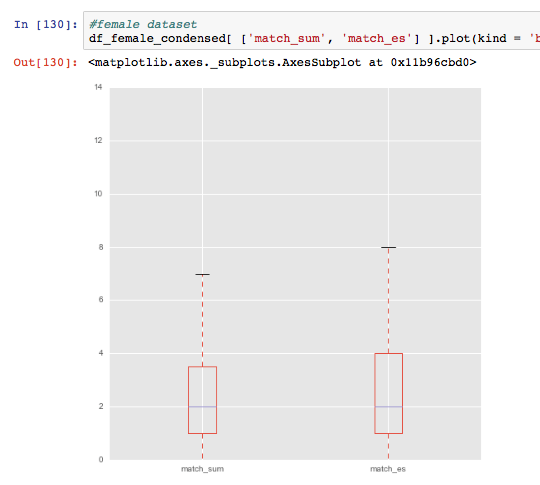 In [130]: #female dataset
df_female_condensed[ ['match_sum', 'match_es'] ].plot(kind = 'b
Out[130]: <matplotlib.axes._subplots.AxesSubplot at 0x11b96cbd0>
14
12
10
8
6
4
2
0
match_sum match_es